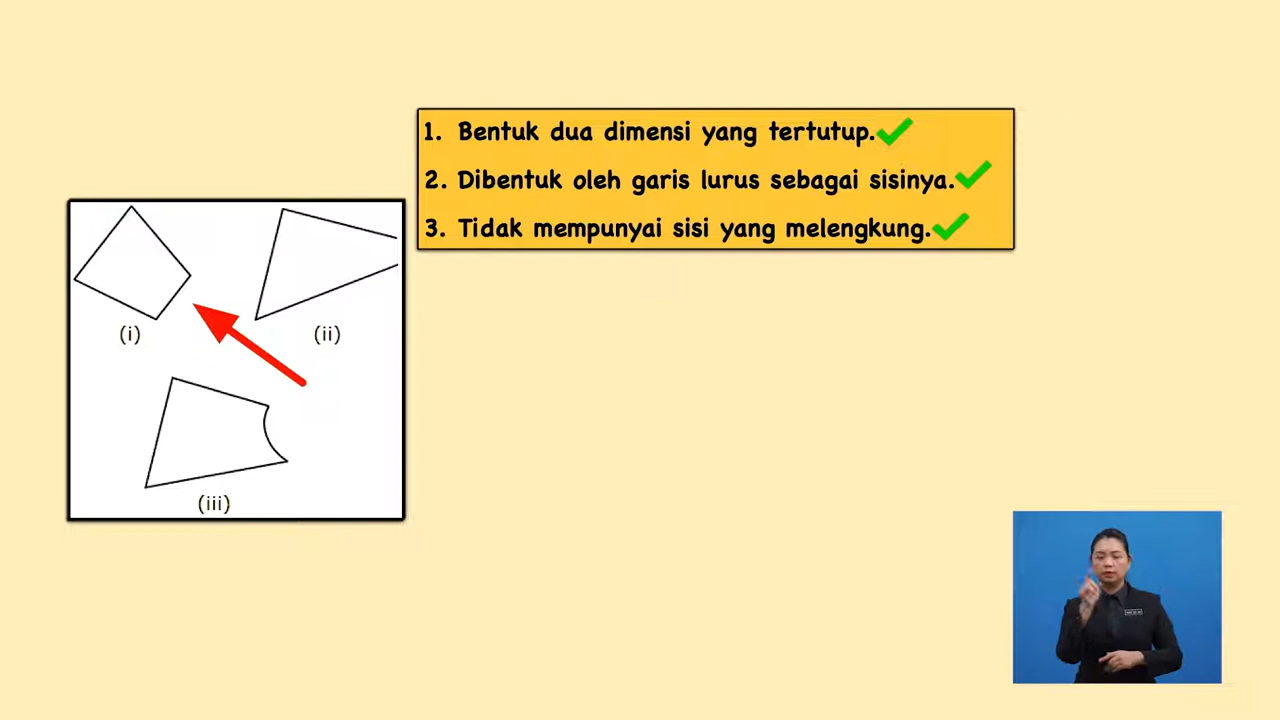 1. Bentuk dua dimensi yang tertutup.
2. Dibentuk oleh garis lurus sebagai sisinya.
3. Tidak mempunyai sisi yang melengkung.
(i)
(ii)
(iii)